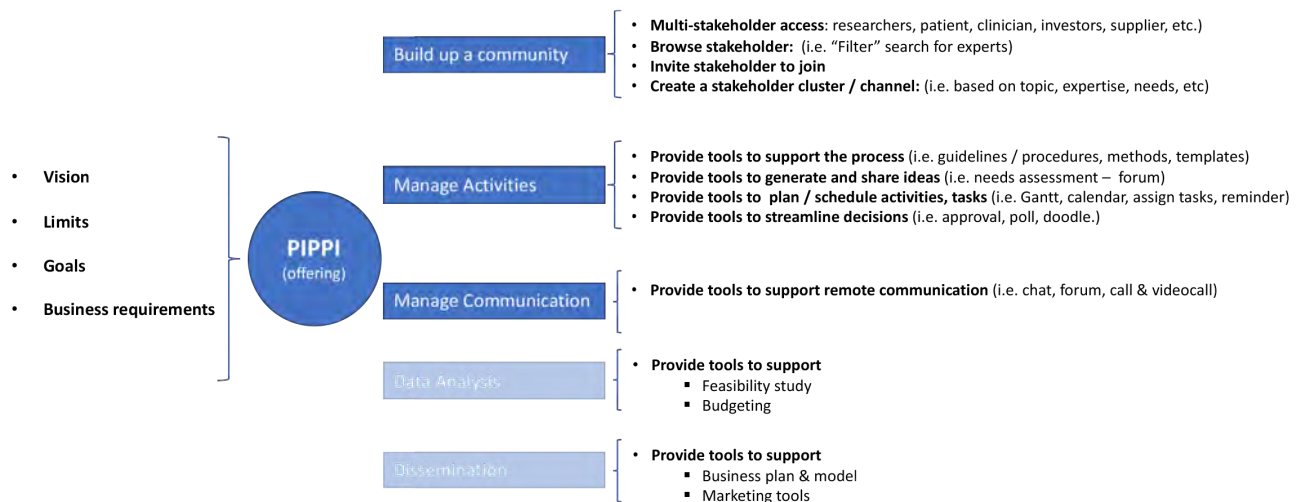 • Vision
• Limits
• Goals
• Business requirements
PIPPI
(offering)
Build up a community
• Multi-stakeholder access: researchers, patient, clinician, investors, supplier, etc.)
• Browse stakeholder: (i.e. “Filter” search for experts)
• Invite stakeholder to join
• Create a stakeholder cluster / channel: (i.e. based on topic, expertise, needs, etc)
Manage Activities
• Provide tools to support the process (i.e. guidelines / procedures, methods, templates)
• Provide tools to generate and share ideas (i.e. needs assessment – forum)
• Provide tools to plan / schedule activities, tasks (i.e. Gantt, calendar, assign tasks, reminder)
• Provide tools to streamline decisions (i.e. approval, poll, doodle.)
Manage Communication
• Provide tools to support remote communication (i.e. chat, forum, call & videocall)
Data Analysis
• Provide tools to support
▪ Feasibility study
▪ Budgeting
Dissemination
• Provide tools to support
▪ Business plan & model
▪ Marketing tools